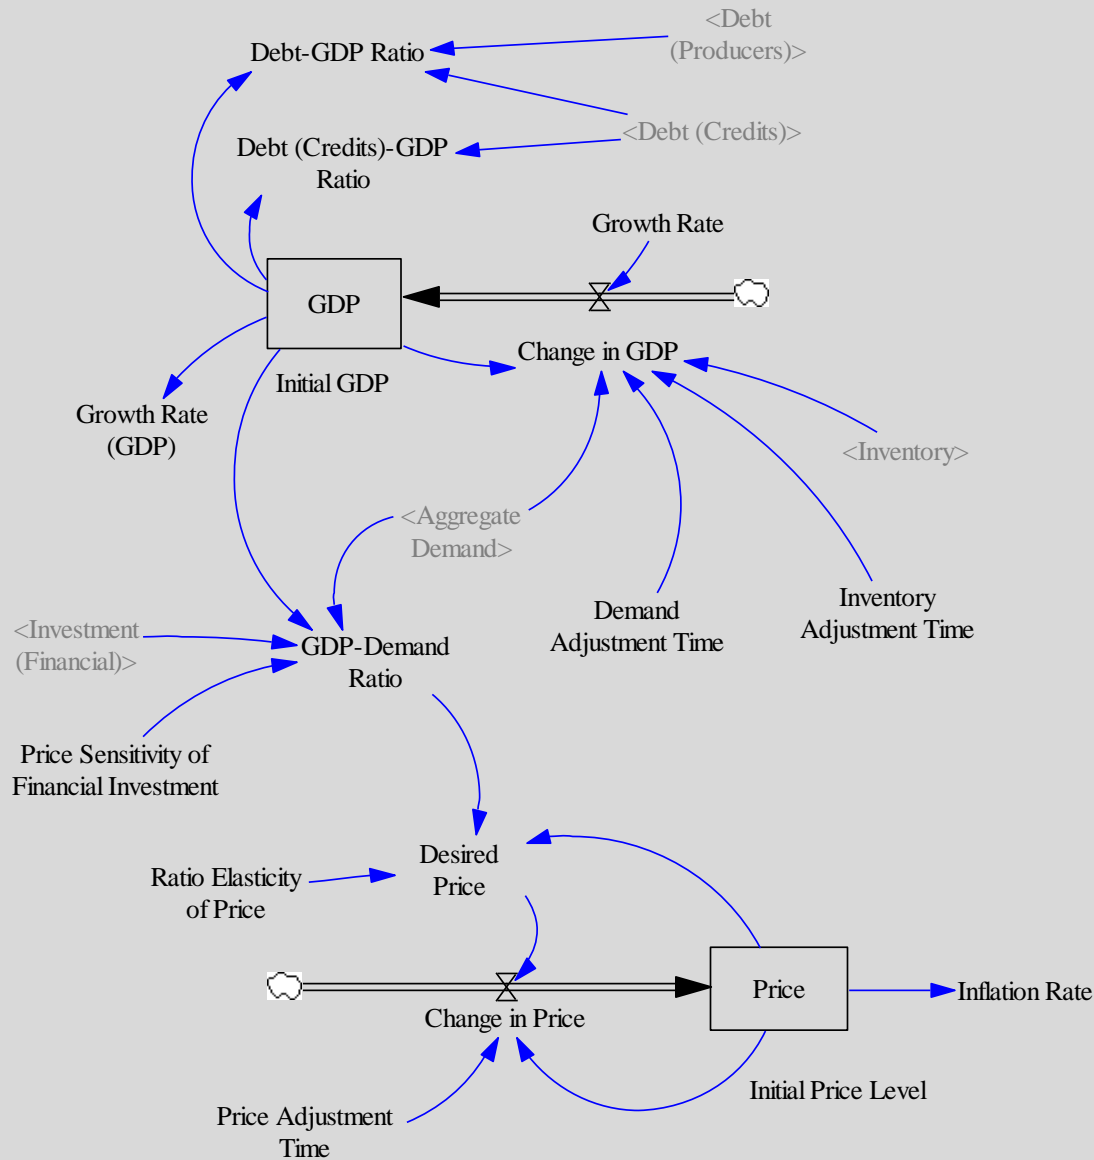 <Debt
(Producers)>
Debt-GDP Ratio
<Debt (Credits)>
Debt (Credits)-GDP
Ratio
Growth Rate
GDP
Change in GDP
Initial GDP
Growth Rate
(GDP)
<Inventory>
<Aggregate
Demand>
Demand
Adjustment Time
Inventory
Adjustment Time
<Investment
(Financial)>
GDP-Demand
Ratio
Price Sensitivity of
Financial Investment
Desired
Price
Ratio Elasticity
of Price
Price
Inflation Rate
Change in Price
Initial Price Level
Price Adjustment
Time